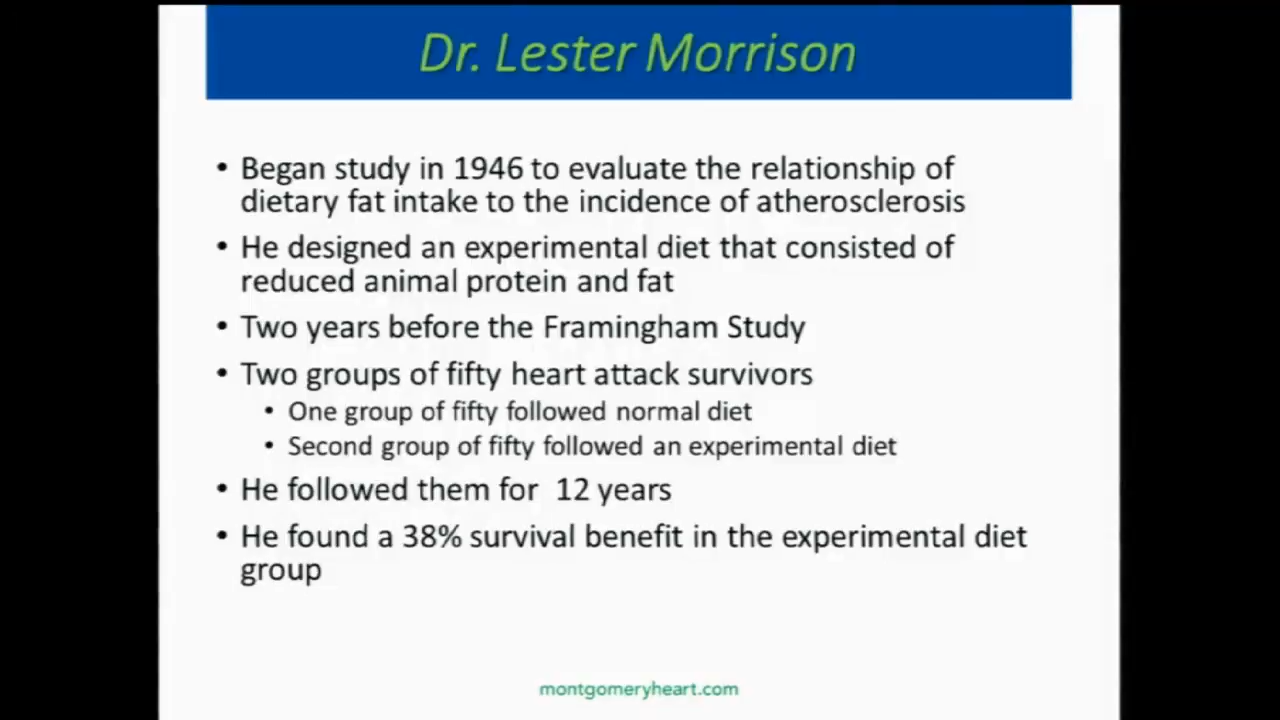 Dr. Lester Morrison
• Began study in 1946 to evaluate the relationship of
dietary fat intake to the incidence of atherosclerosis
• He designed an experimental diet that consisted of
reduced animal protein and fat
• Two years before the Framingham Study
• Two groups of fifty heart attack survivors
• One group of fifty followed normal diet
• Second group of fifty followed an experimental diet
• He followed them for  12 years
• He found a 38% survival benefit in the experimental diet
group
montgomeryheart.com